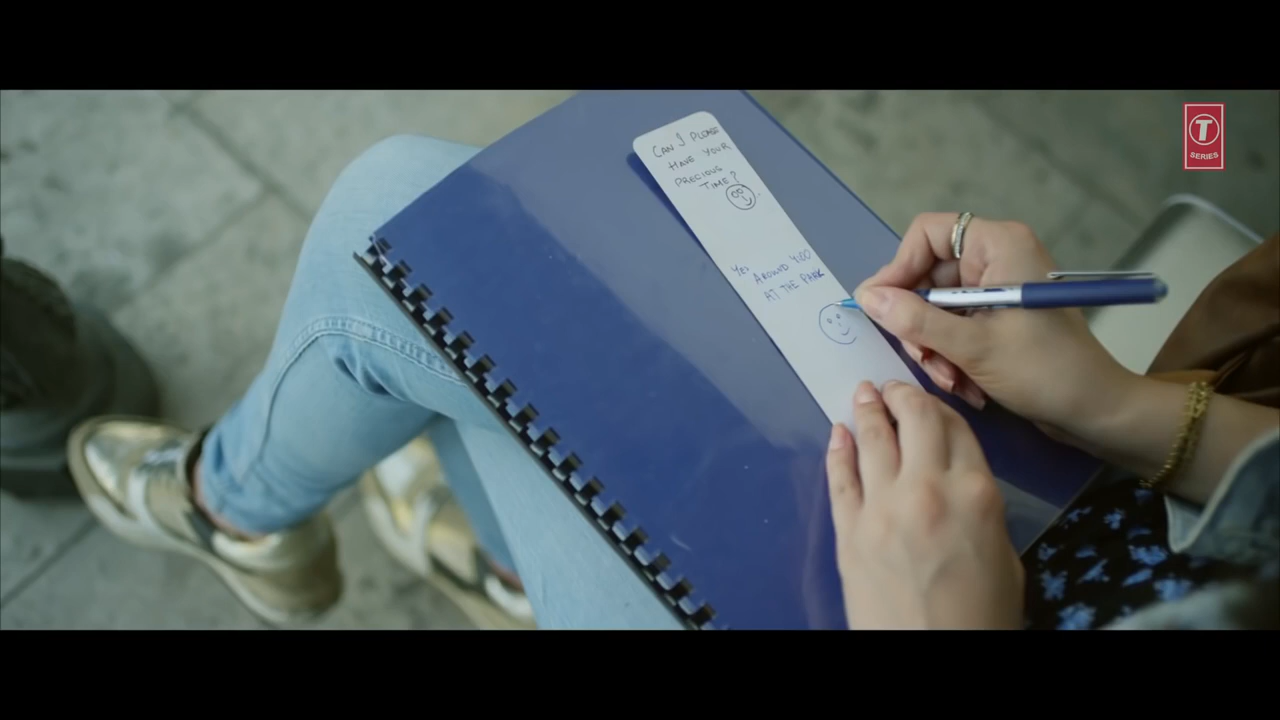 CAN I PLEASE
HAVE YOUR
PRECIOUS
TIME?
YES AROUND 4:00
AT THE PARK
T
SERIES